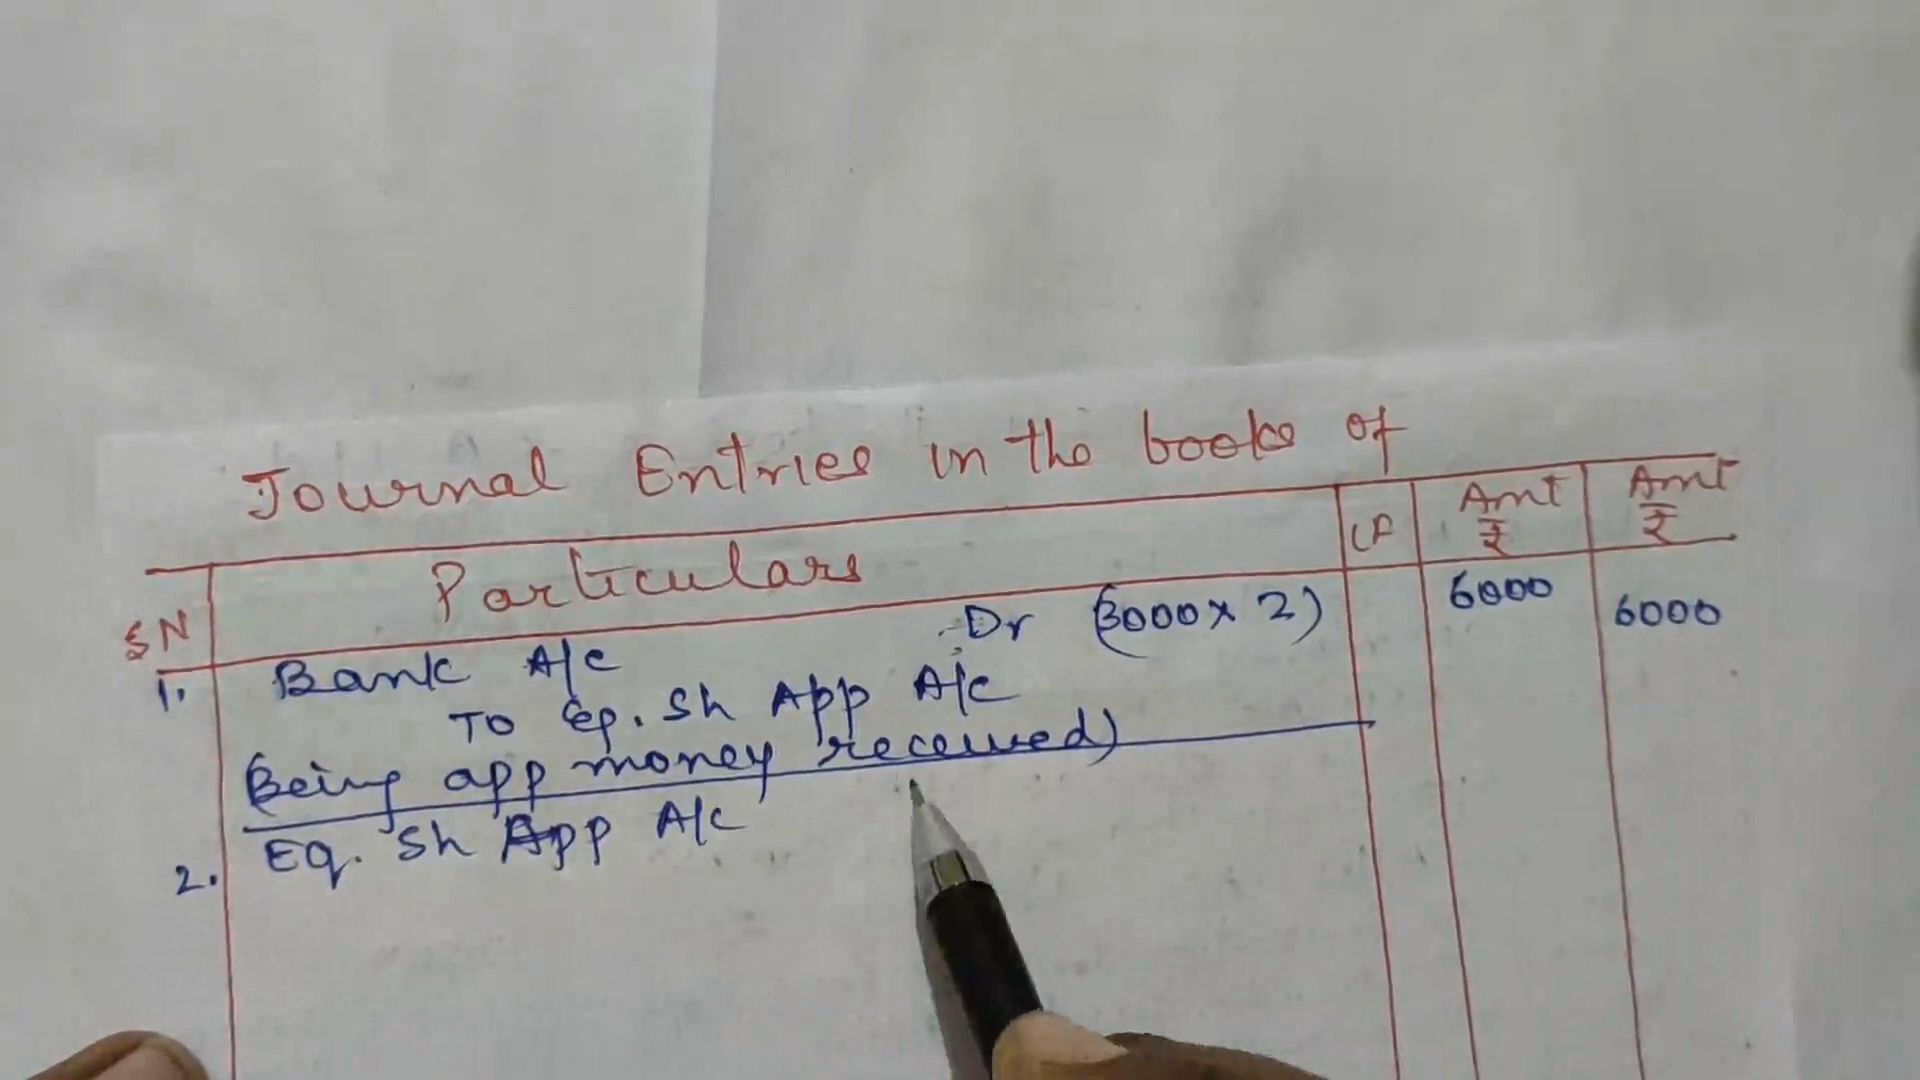 Journal Entries in the books of
SN Particulars LF Amt ₹ Amt ₹
1. Bank A/c Dr (3000 x 2) 6000
To Eq. Sh App A/c 6000
(Being app money received)
2. Eq. Sh App A/c